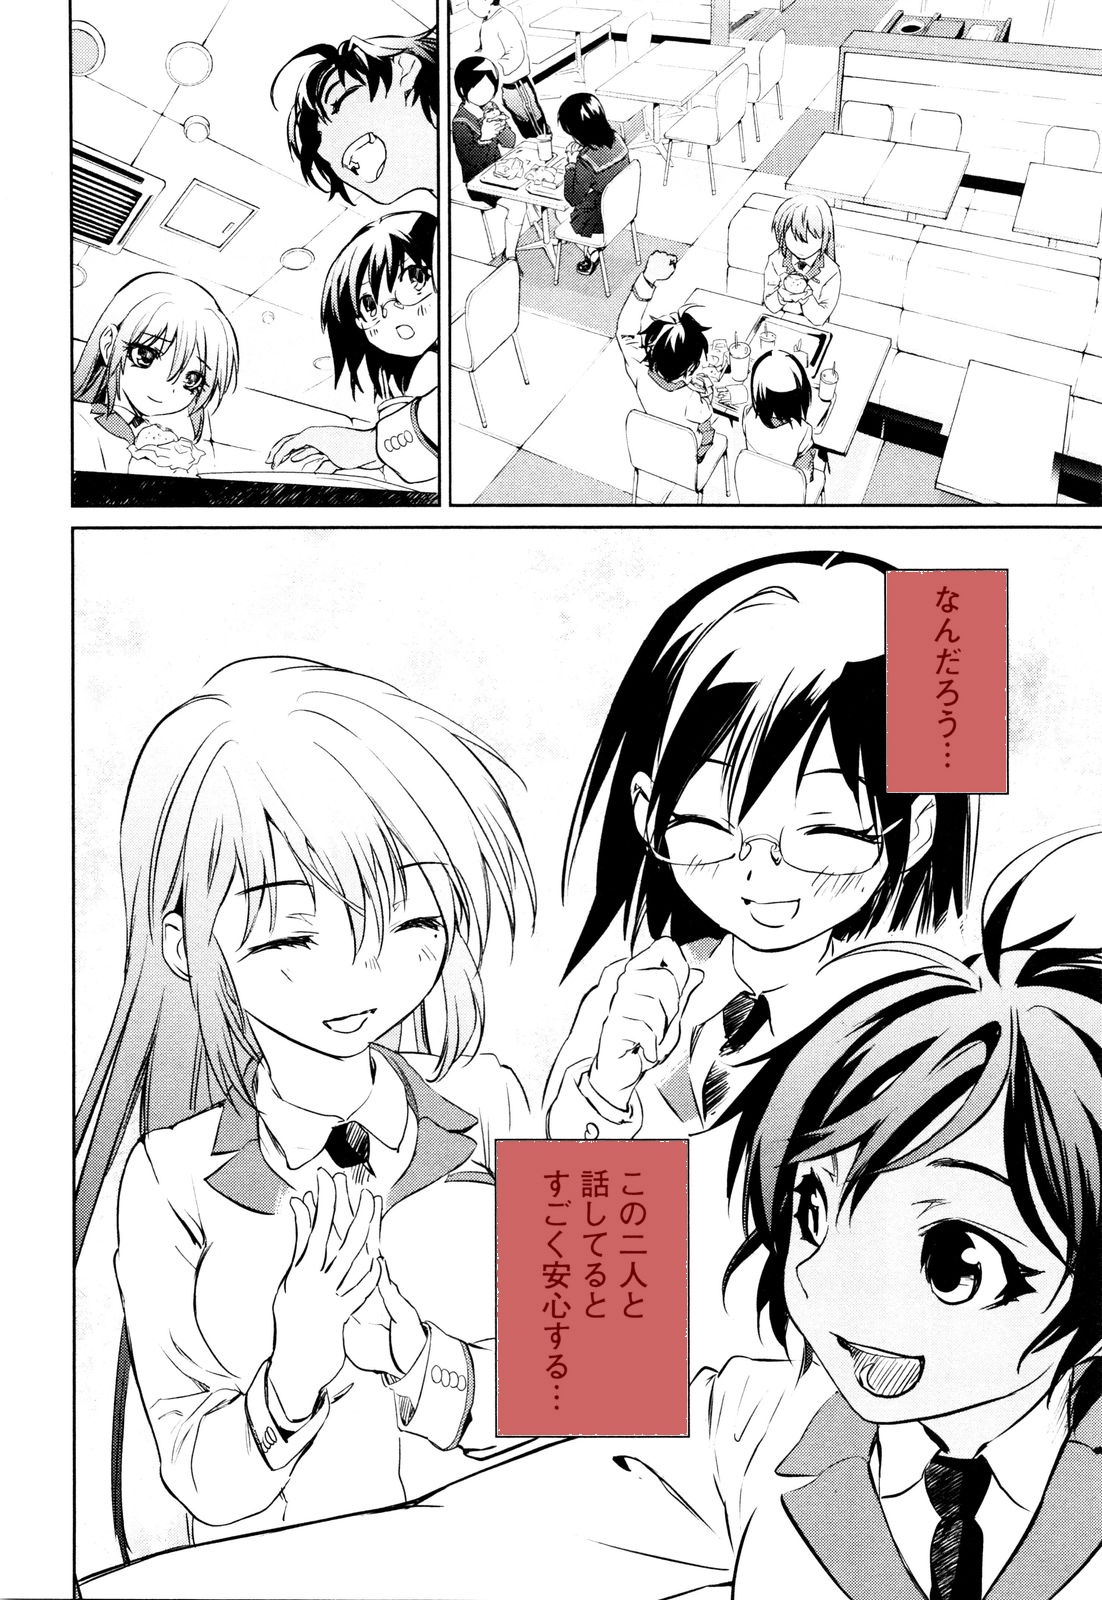 なんだろう…
この二人と
話してると
すごく安心する…